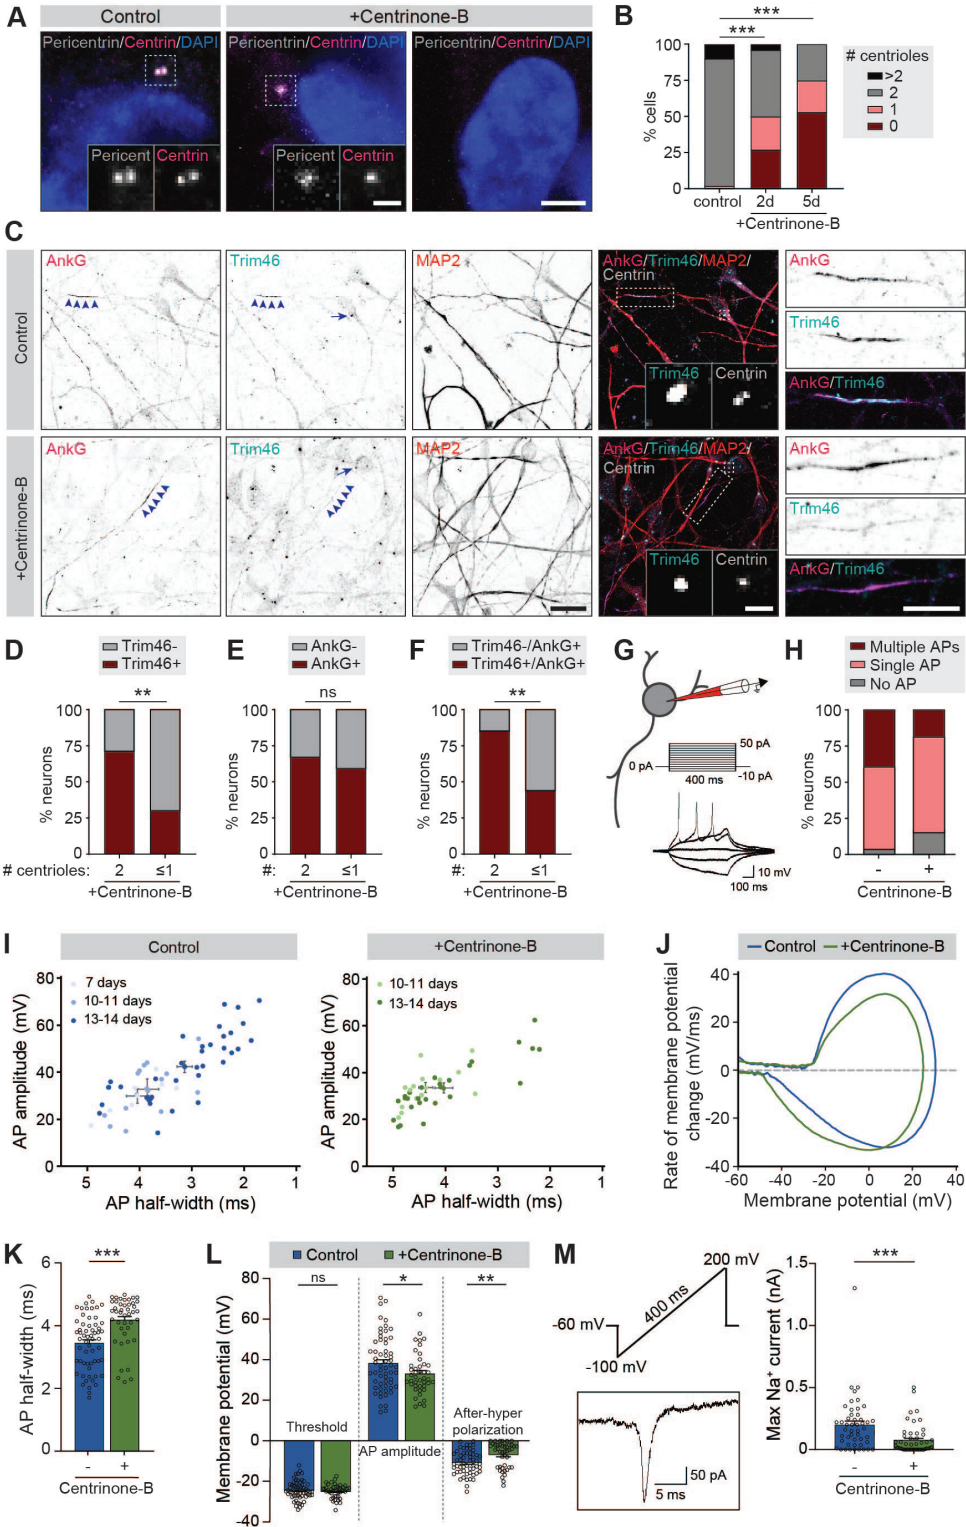 A
Control
+Centrinone-B
Pericentrin/Centrin/DAPI
Pericentrin/Centrin/DAPI
Pericentrin/Centrin/DAPI
Pericent
Centrin
Pericent
Centrin
B
***
***
% cells
100
75
50
25
0
control
2d
5d
+Centrinone-B
# centrioles
>2
2
1
0
C
Control
AnkG
Trim46
MAP2
AnkG/Trim46/MAP2/
Centrin
Trim46
Centrin
AnkG
Trim46
AnkG/Trim46
+Centrinone-B
AnkG
Trim46
MAP2
AnkG/Trim46/MAP2/
Centrin
Trim46
Centrin
AnkG
Trim46
AnkG/Trim46
D
Trim46-
Trim46+
**
% neurons
100
75
50
25
0
# centrioles:
2
≤1
+Centrinone-B
E
AnkG-
AnkG+
ns
% neurons
100
75
50
25
0
#:
2
≤1
+Centrinone-B
F
Trim46-/AnkG+
Trim46+/AnkG+
**
% neurons
100
75
50
25
0
#:
2
≤1
+Centrinone-B
G
50 pA
0 pA
-10 pA
400 ms
10 mV
100 ms
H
Multiple APs
Single AP
No AP
% neurons
100
75
50
25
0
-
+
Centrinone-B
I
Control
AP amplitude (mV)
80
60
40
20
0
7 days
10-11 days
13-14 days
5
4
3
2
1
AP half-width (ms)
+Centrinone-B
AP amplitude (mV)
80
60
40
20
0
10-11 days
13-14 days
5
4
3
2
1
AP half-width (ms)
J
Control
+Centrinone-B
Rate of membrane potential
change (mV/ms)
40
20
0
-20
-40
-60
-40
-20
0
20
40
Membrane potential (mV)
K
***
AP half-width (ms)
6
4
2
0
-
+
Centrinone-B
L
Control
+Centrinone-B
Membrane potential (mV)
80
60
40
20
0
-20
-40
ns
*
**
Threshold
AP amplitude
After-hyper
polarization
M
200 mV
400 ms
-60 mV
-100 mV
50 pA
5 ms
***
Max Na⁺ current (nA)
1.5
1.0
0.5
0
-
+
Centrinone-B